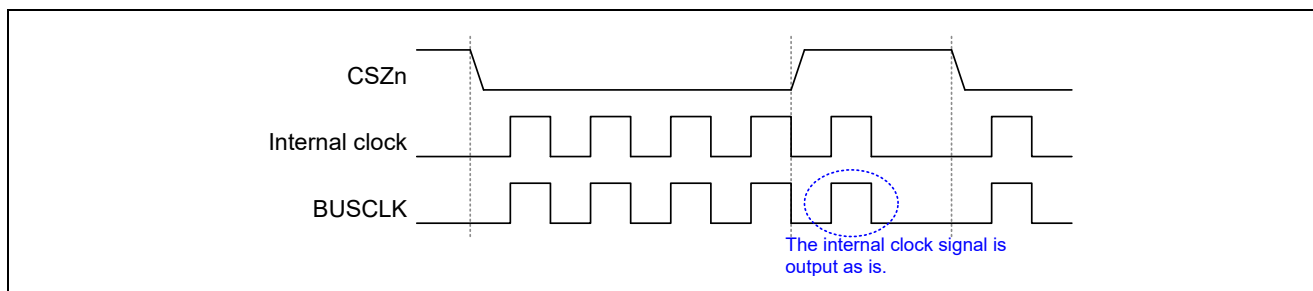 CSZn
Internal clock
BUSCLK
The internal clock signal is
output as is.